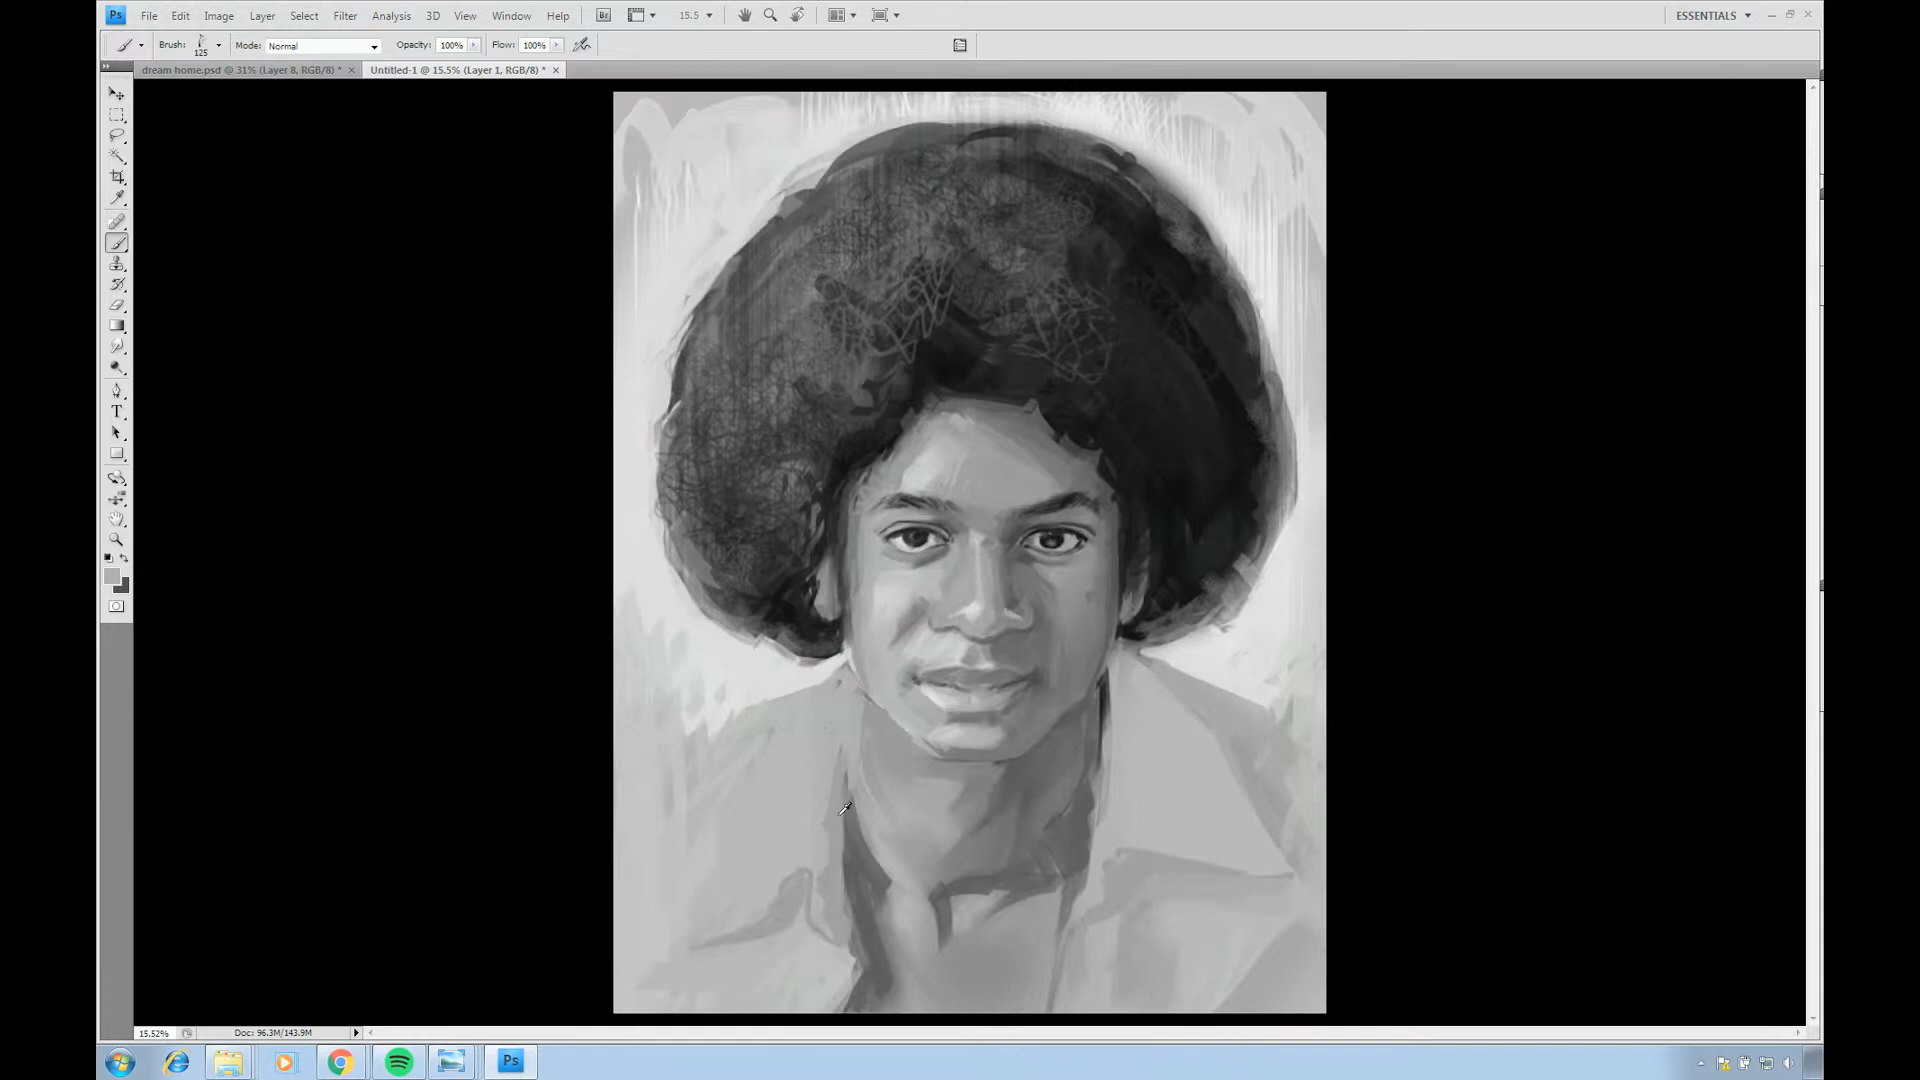 Ps File Edit Image Layer Select Filter Analysis 3D View Window Help Br 15.5 ESSENTIALS
Brush: 125 Mode: Normal Opacity: 100% Flow: 100%
dream home.psd @ 31% (Layer 8, RGB/8) * Untitled-1 @ 15.5% (Layer 1, RGB/8) *
T
15.52% Doc: 96.3M/143.9M
Ps